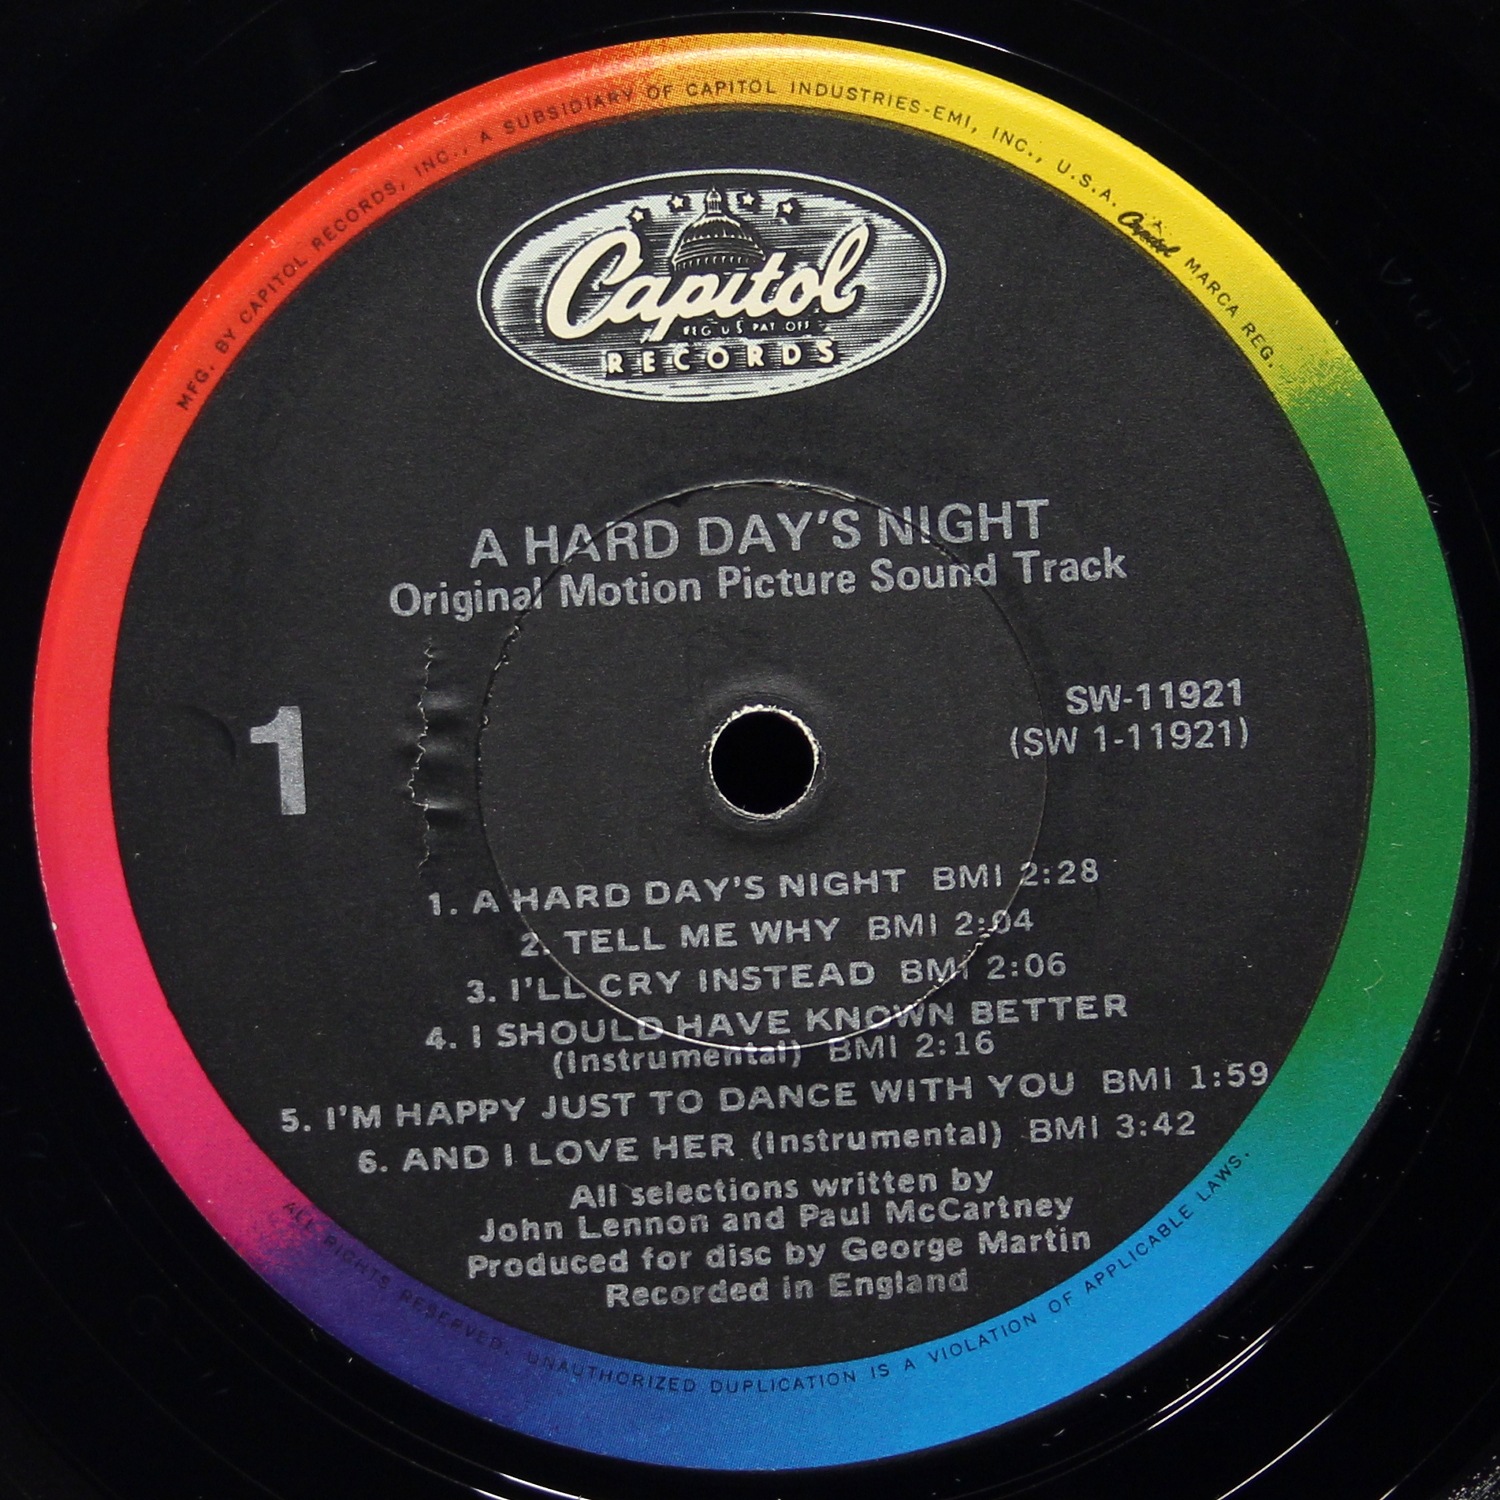 MFG. BY CAPITOL RECORDS, INC., A SUBSIDIARY OF CAPITOL INDUSTRIES-EMI, INC., U.S.A. Capitol MARCA REG.
Capitol
REG U S PAT OFF
RECORDS
A HARD DAY'S NIGHT
Original Motion Picture Sound Track
1
SW-11921
(SW 1-11921)
1. A HARD DAY'S NIGHT BMI 2:28
2. TELL ME WHY BMI 2:04
3. I'LL CRY INSTEAD BMI 2:06
4. I SHOULD HAVE KNOWN BETTER
(Instrumental) BMI 2:16
5. I'M HAPPY JUST TO DANCE WITH YOU BMI 1:59
6. AND I LOVE HER (Instrumental) BMI 3:42
All selections written by
John Lennon and Paul McCartney
Produced for disc by George Martin
Recorded in England
ALL RIGHTS RESERVED. UNAUTHORIZED DUPLICATION IS A VIOLATION OF APPLICABLE LAWS.